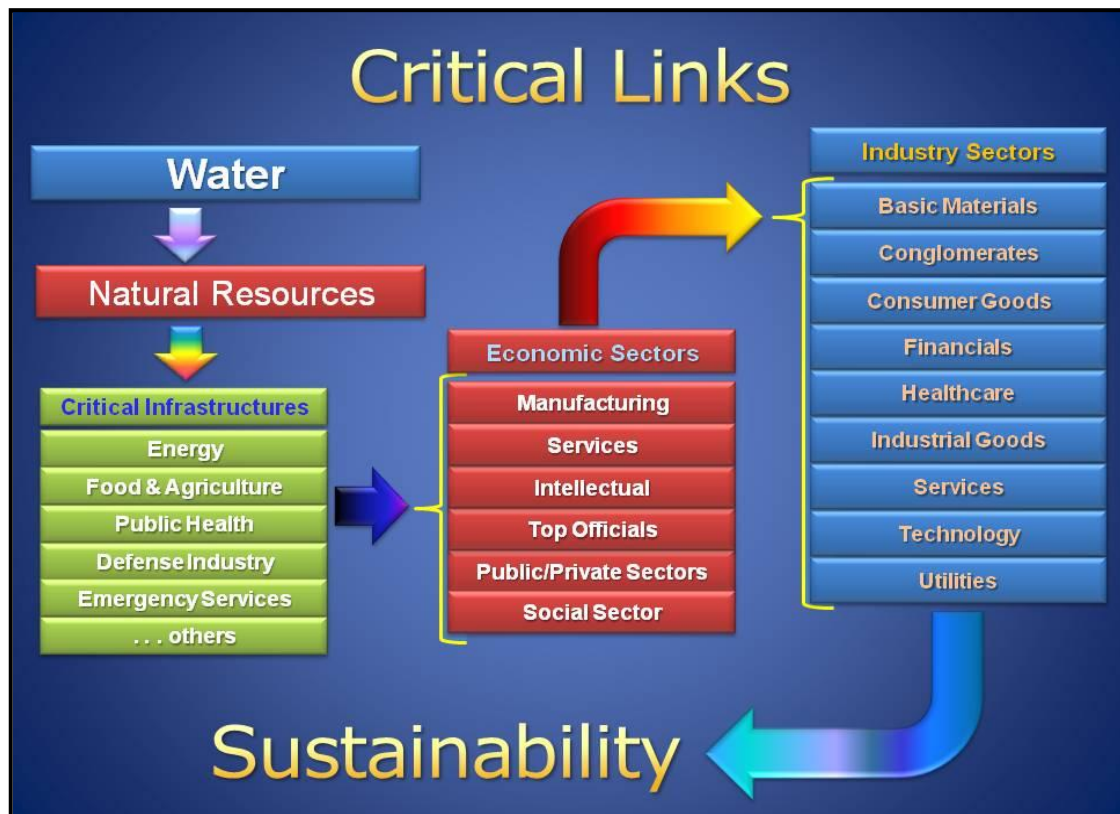 Critical Links
Water
Natural Resources
Critical Infrastructures
Energy
Food & Agriculture
Public Health
Defense Industry
Emergency Services
. . . others
Economic Sectors
Manufacturing
Services
Intellectual
Top Officials
Public/Private Sectors
Social Sector
Industry Sectors
Basic Materials
Conglomerates
Consumer Goods
Financials
Healthcare
Industrial Goods
Services
Technology
Utilities
Sustainability